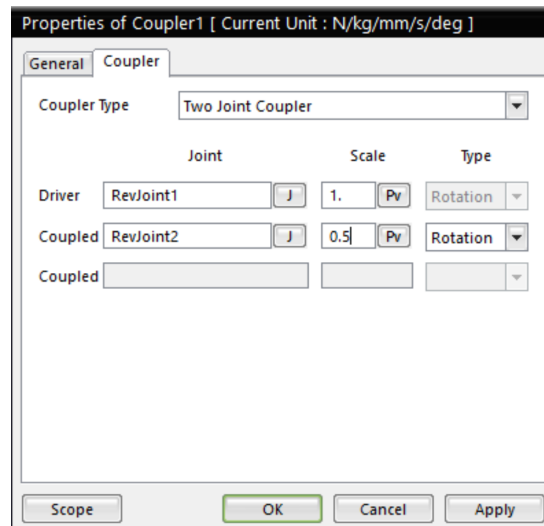 Properties of Coupler1 [ Current Unit : N/kg/mm/s/deg ]
General Coupler
Coupler Type Two Joint Coupler
Joint Scale Type
Driver RevJoint1 J 1. Pv Rotation
Coupled RevJoint2 J 0.5 Pv Rotation
Coupled
Scope OK Cancel Apply